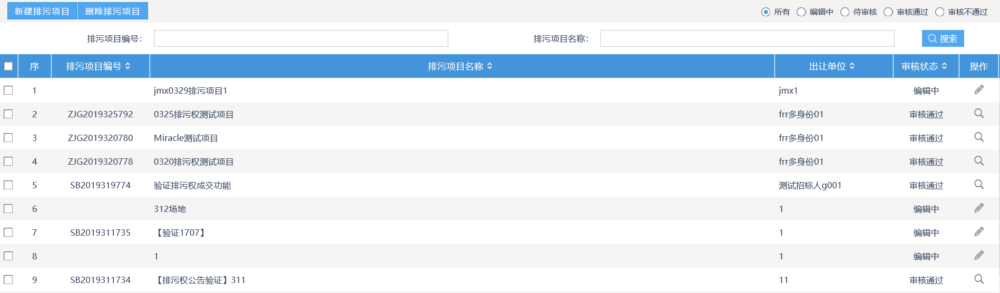 新建排污项目 删除排污项目 所有 编辑中 待审核 审核通过 审核不通过
排污项目编号: 排污项目名称: 搜索
序 排污项目编号 排污项目名称 出让单位 审核状态 操作
1 jmx0329排污项目1 jmx1 编辑中
2 ZJG2019325792 0325排污权测试项目 frr多身份01 审核通过
3 ZJG2019320780 Miracle测试项目 frr多身份01 审核通过
4 ZJG2019320778 0320排污权测试项目 frr多身份01 审核通过
5 SB2019319774 验证排污权成交功能 测试招标人g001 审核通过
6 312场地 1 编辑中
7 SB2019311735 【验证1707】 1 编辑中
8 1 1 编辑中
9 SB2019311734 【排污权公告验证】311 11 审核通过